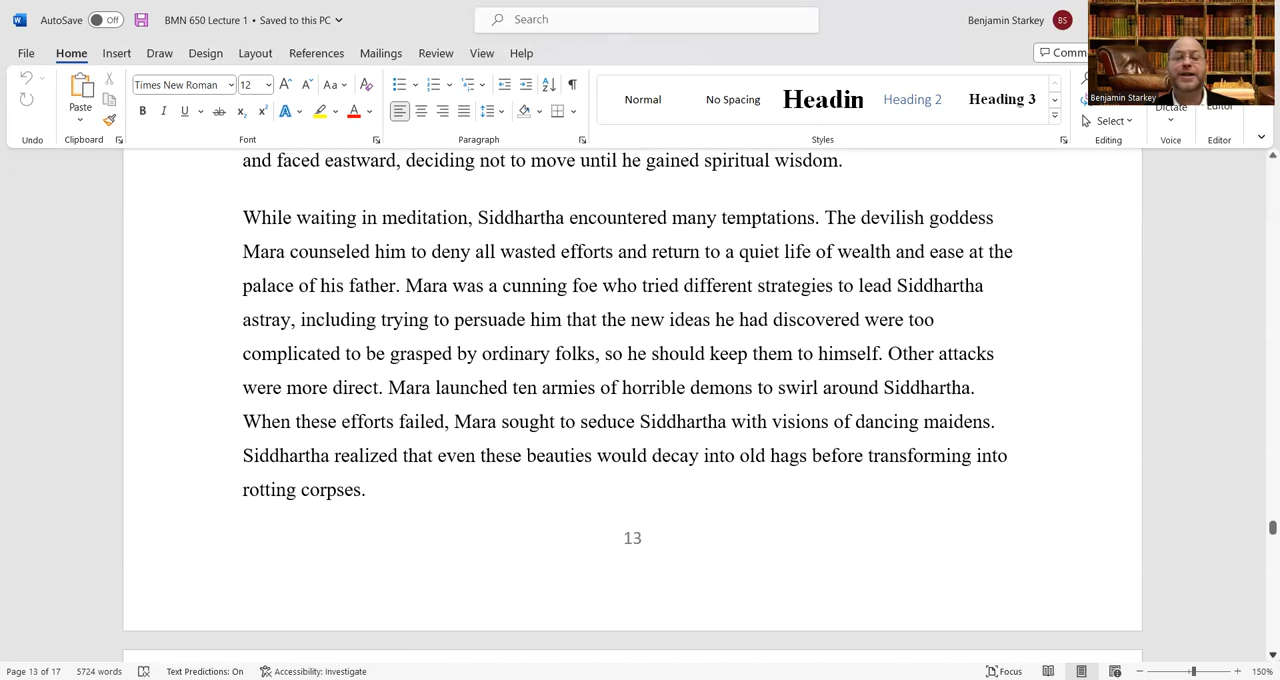 AutoSave Off BMN 650 Lecture 1 • Saved to this PC Search Benjamin Starkey BS
File Home Insert Draw Design Layout References Mailings Review View Help
Times New Roman 12 Aa
Paste
Normal No Spacing Headin Heading 2 Heading 3
Benjamin Starkey
Dictate Editor
Select
Undo Clipboard Font Paragraph Styles Editing Voice Editor
and faced eastward, deciding not to move until he gained spiritual wisdom.
While waiting in meditation, Siddhartha encountered many temptations. The devilish goddess
Mara counseled him to deny all wasted efforts and return to a quiet life of wealth and ease at the
palace of his father. Mara was a cunning foe who tried different strategies to lead Siddhartha
astray, including trying to persuade him that the new ideas he had discovered were too
complicated to be grasped by ordinary folks, so he should keep them to himself. Other attacks
were more direct. Mara launched ten armies of horrible demons to swirl around Siddhartha.
When these efforts failed, Mara sought to seduce Siddhartha with visions of dancing maidens.
Siddhartha realized that even these beauties would decay into old hags before transforming into
rotting corpses.
13
Page 13 of 17 5724 words Text Predictions: On Accessibility: Investigate Focus 150%